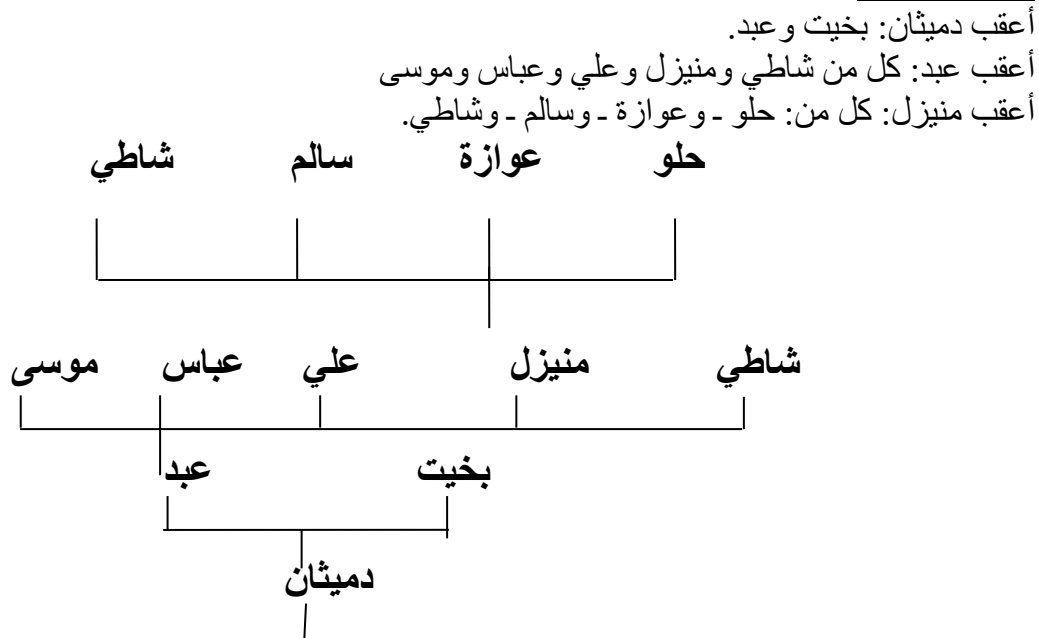 أعقب دميثان: بخيت وعبد.
أعقب عبد: كل من شاطي ومنيزل وعلي وعباس وموسى
أعقب منيزل: كل من: حلو ـ وعوازة ـ وسالم ـ وشاطي.
حلو عوازة سالم شاطي
شاطي منيزل علي عباس موسى
بخيت عبد
دميثان